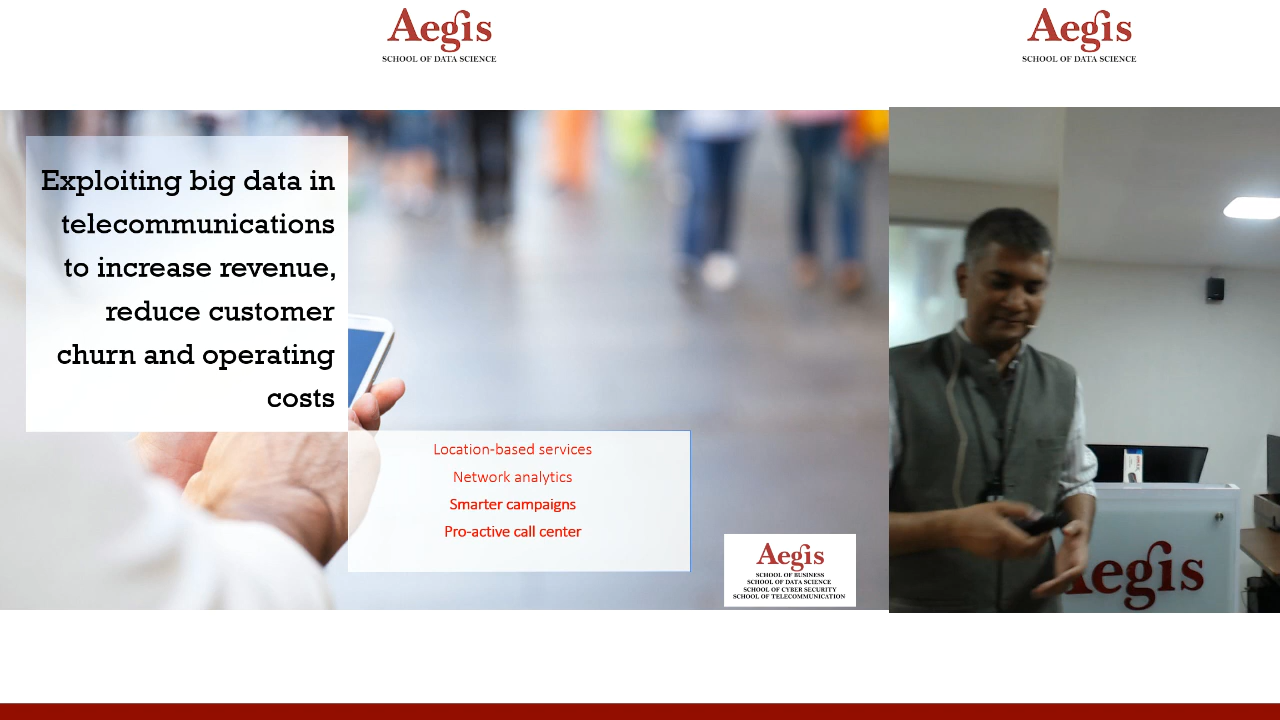 Aegis
SCHOOL OF DATA SCIENCE
Aegis
SCHOOL OF DATA SCIENCE
Exploiting big data in
telecommunications
to increase revenue,
reduce customer
churn and operating
costs
Location-based services
Network analytics
Smarter campaigns
Pro-active call center
Aegis
SCHOOL OF BUSINESS
SCHOOL OF DATA SCIENCE
SCHOOL OF CYBER SECURITY
SCHOOL OF TELECOMMUNICATION
Aegis